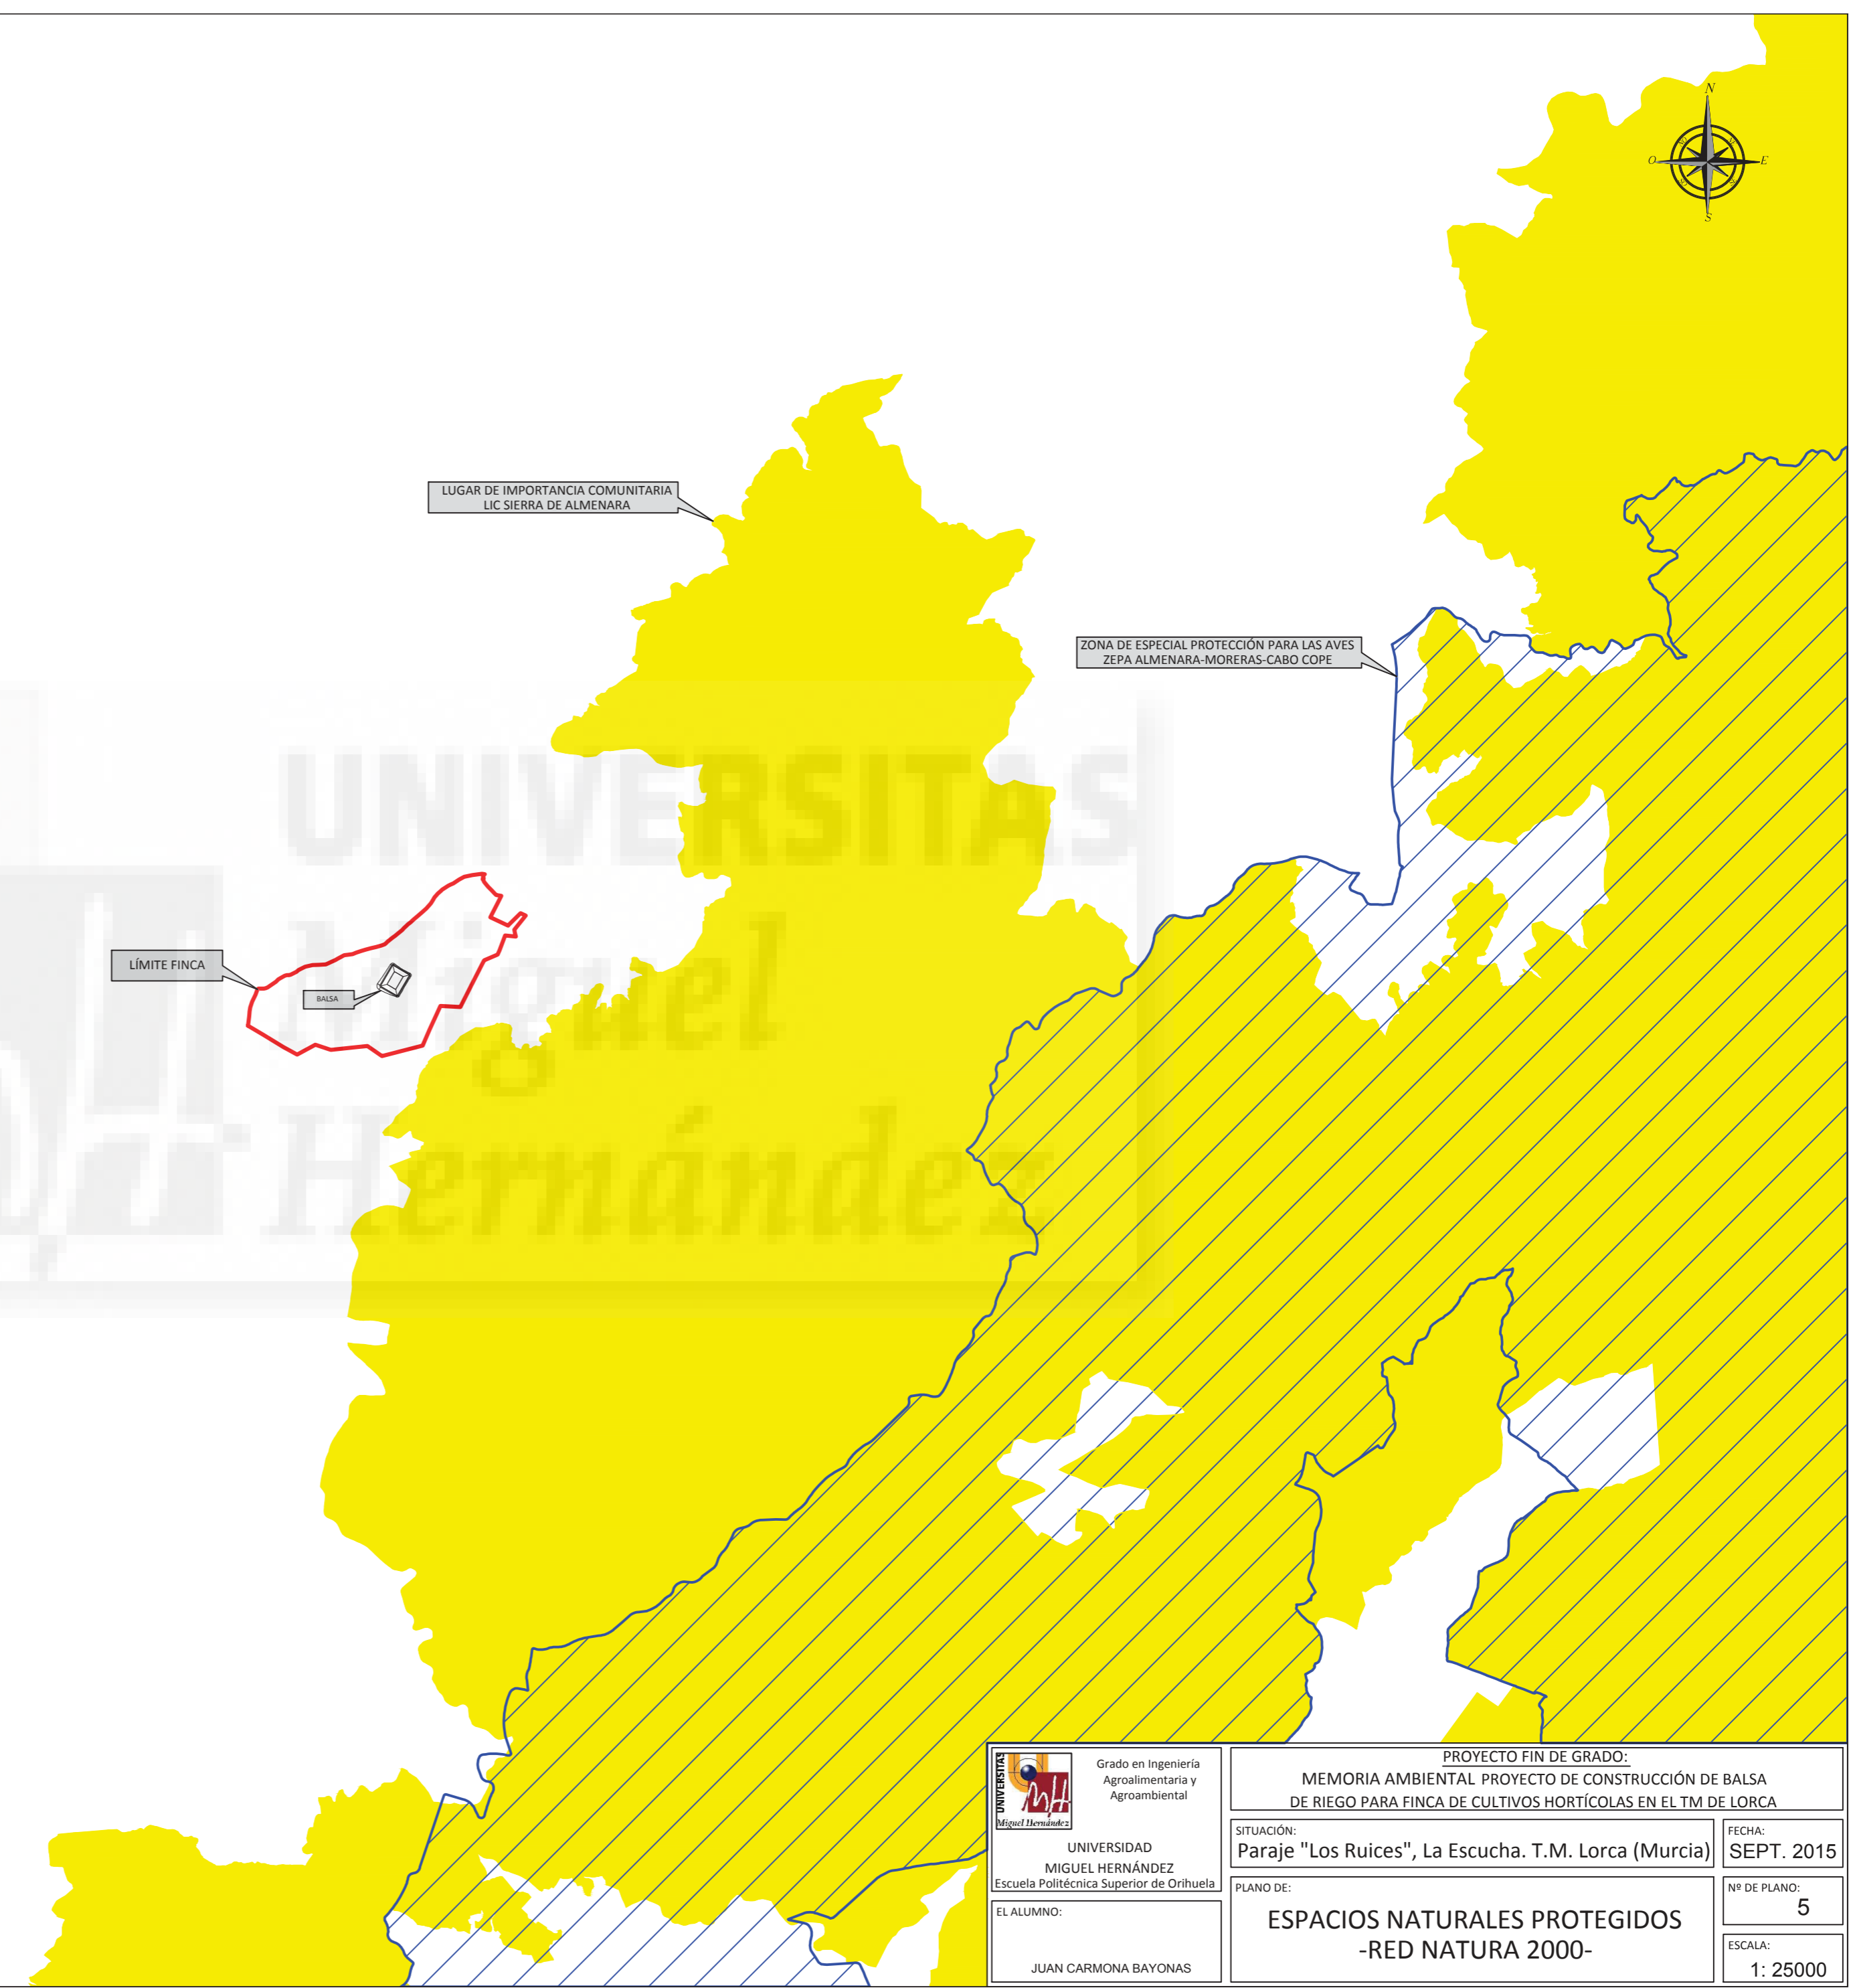 N
O
E
S
LUGAR DE IMPORTANCIA COMUNITARIA
LIC SIERRA DE ALMENARA
ZONA DE ESPECIAL PROTECCIÓN PARA LAS AVES
ZEPA ALMENARA-MORERAS-CABO COPE
UNIVERSITAS
Miguel
Hernández
LÍMITE FINCA
BALSA
UNIVERSITAS
Miguel Hernández
Grado en Ingeniería
Agroalimentaria y
Agroambiental
UNIVERSIDAD
MIGUEL HERNÁNDEZ
Escuela Politécnica Superior de Orihuela
EL ALUMNO:
JUAN CARMONA BAYONAS
PROYECTO FIN DE GRADO:
MEMORIA AMBIENTAL PROYECTO DE CONSTRUCCIÓN DE BALSA
DE RIEGO PARA FINCA DE CULTIVOS HORTÍCOLAS EN EL TM DE LORCA
SITUACIÓN:
Paraje "Los Ruices", La Escucha. T.M. Lorca (Murcia)
FECHA:
SEPT. 2015
PLANO DE:
ESPACIOS NATURALES PROTEGIDOS
-RED NATURA 2000-
Nº DE PLANO:
5
ESCALA:
1: 25000